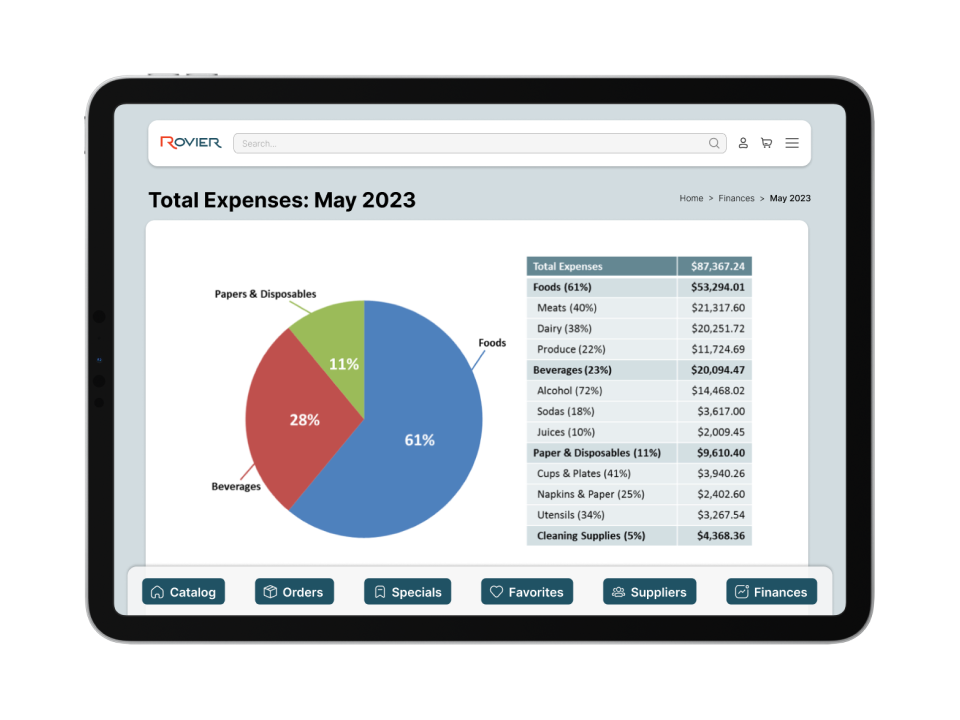 ROVIER
Search...
Total Expenses: May 2023
Home > Finances > May 2023
Papers & Disposables
Foods
Beverages
11%
28%
61%
Total Expenses $87,367.24
Foods (61%) $53,294.01
Meats (40%) $21,317.60
Dairy (38%) $20,251.72
Produce (22%) $11,724.69
Beverages (23%) $20,094.47
Alcohol (72%) $14,468.02
Sodas (18%) $3,617.00
Juices (10%) $2,009.45
Paper & Disposables (11%) $9,610.40
Cups & Plates (41%) $3,940.26
Napkins & Paper (25%) $2,402.60
Utensils (34%) $3,267.54
Cleaning Supplies (5%) $4,368.36
Catalog
Orders
Specials
Favorites
Suppliers
Finances